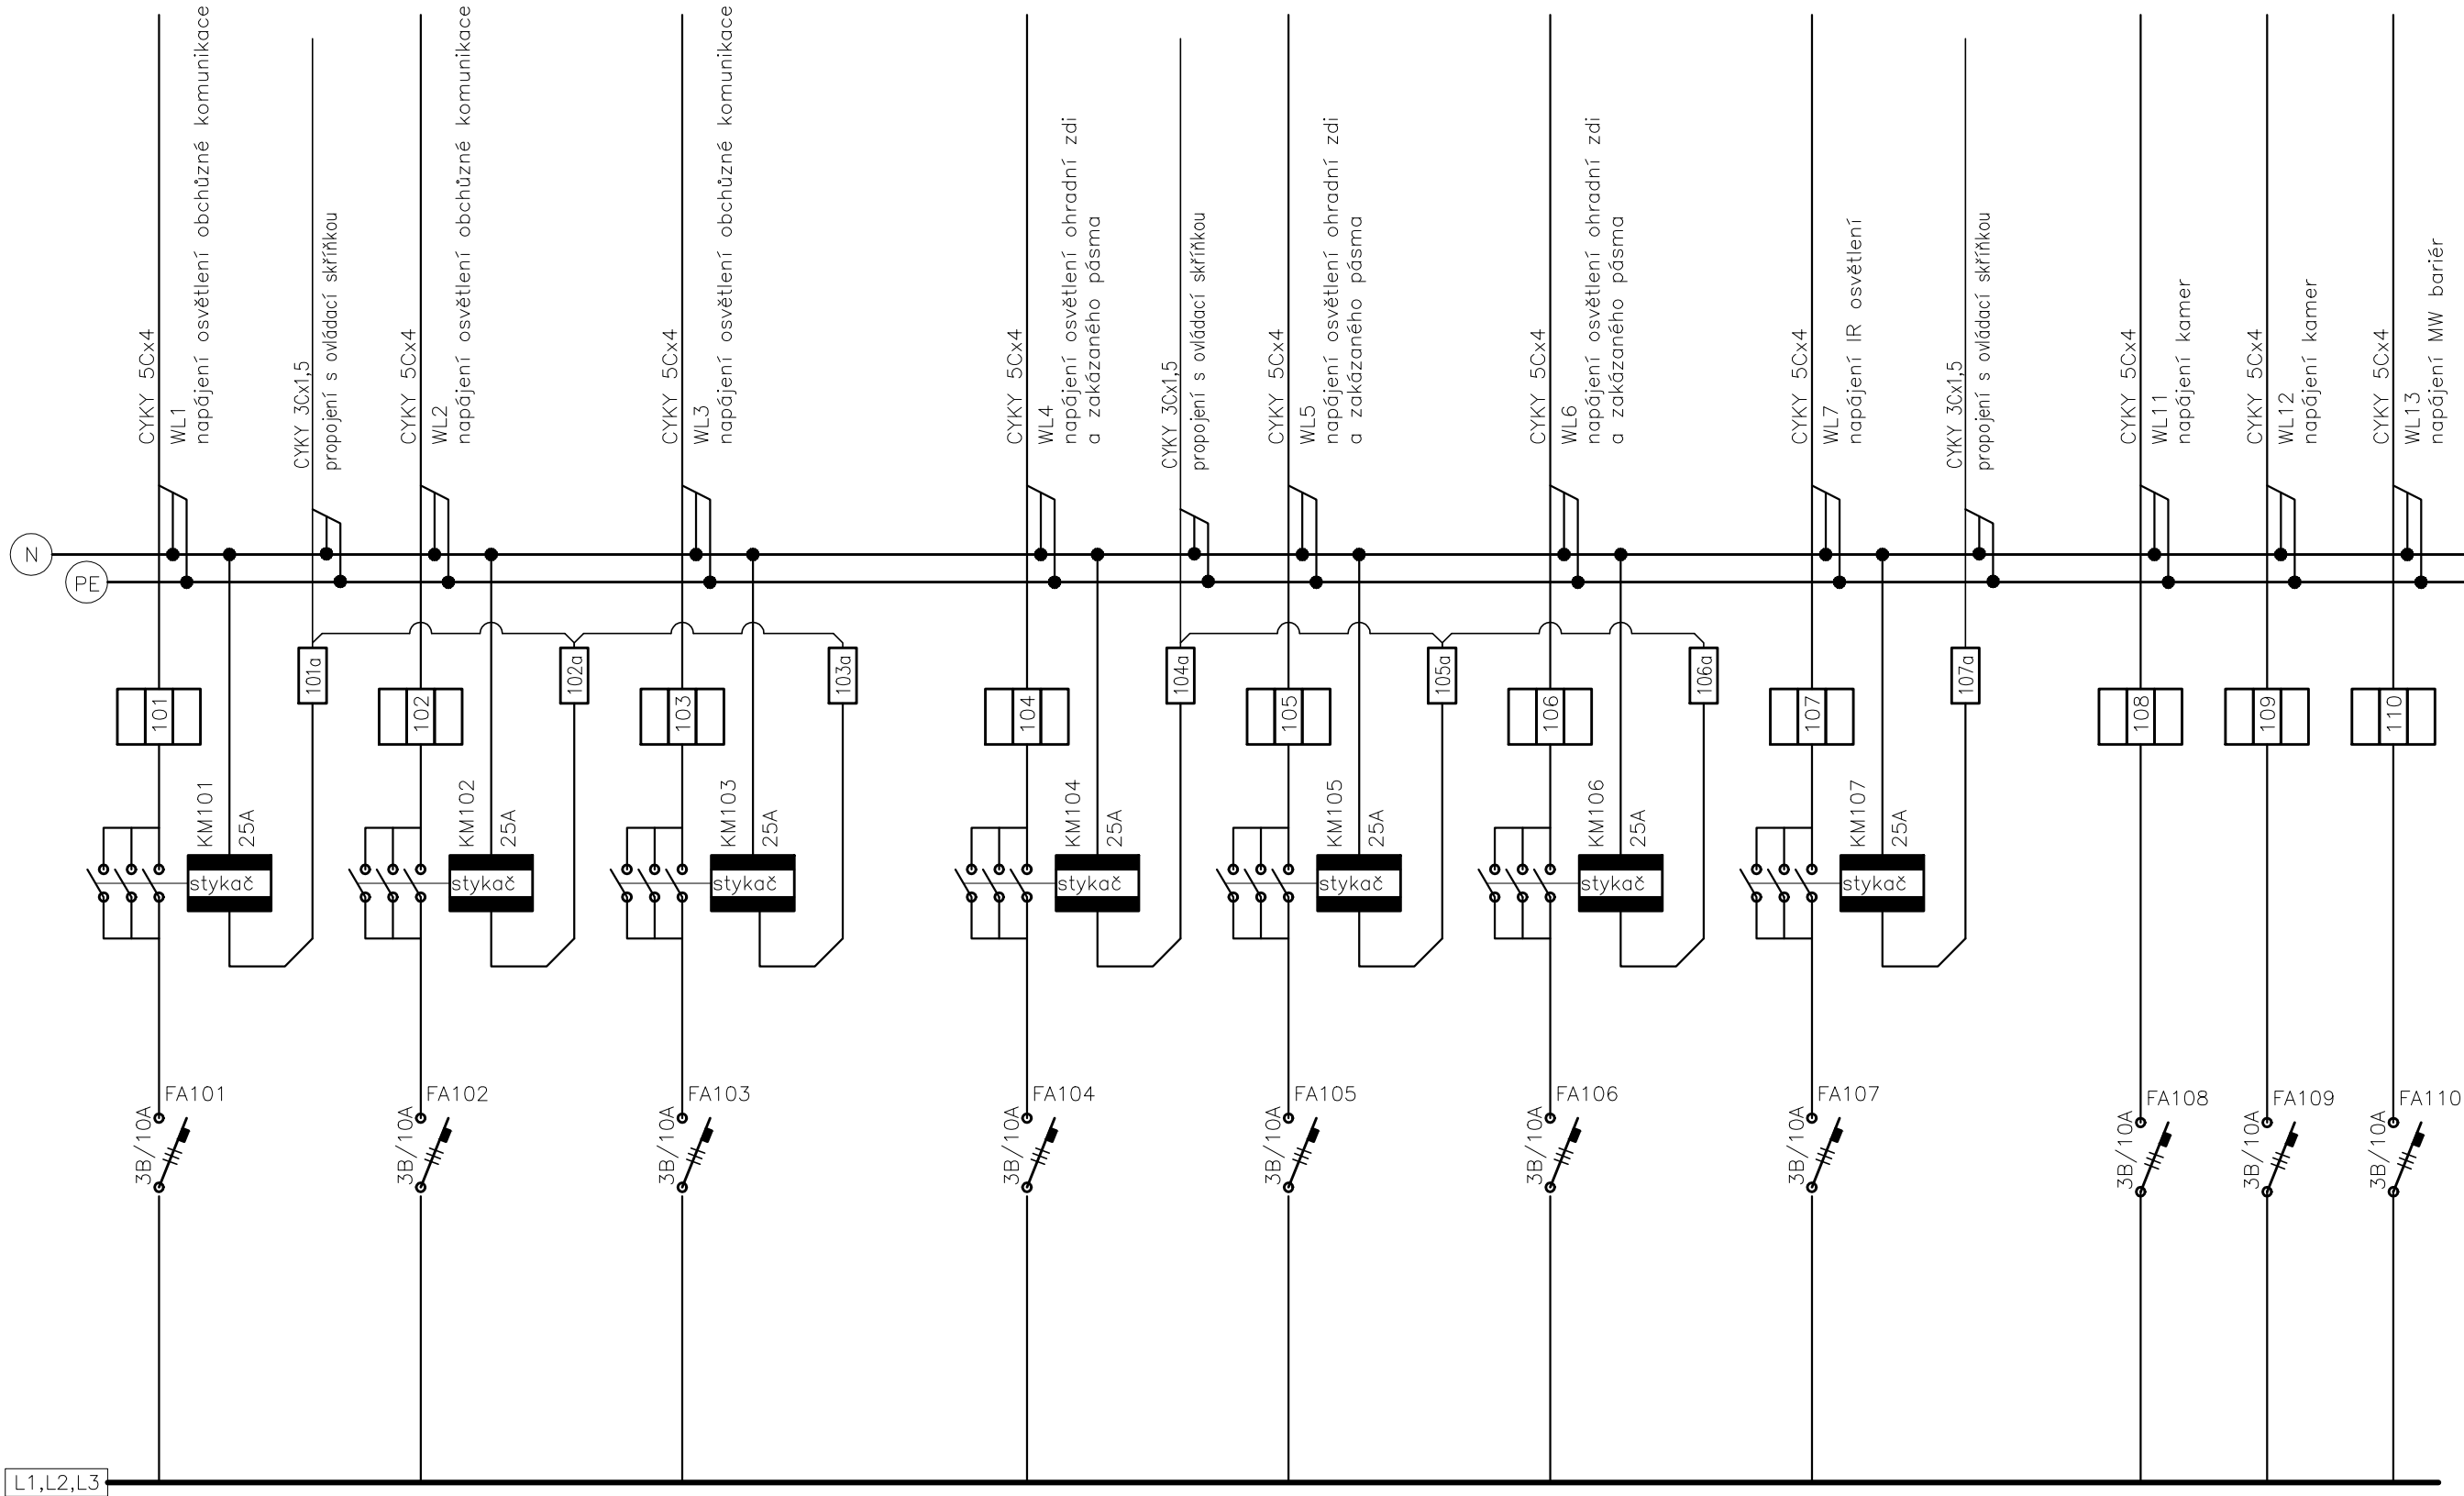 CYKY 5Cx4
WL1
napájení osvětlení obchůzné komunikace
CYKY 3Cx1,5
propojení s ovládací skříňkou
CYKY 5Cx4
WL2
napájení osvětlení obchůzné komunikace
CYKY 5Cx4
WL3
napájení osvětlení obchůzné komunikace
CYKY 5Cx4
WL4
napájení osvětlení ohradní zdi
a zakázaného pásma
CYKY 3Cx1,5
propojení s ovládací skříňkou
CYKY 5Cx4
WL5
napájení osvětlení ohradní zdi
a zakázaného pásma
CYKY 5Cx4
WL6
napájení osvětlení ohradní zdi
a zakázaného pásma
CYKY 5Cx4
WL7
napájení IR osvětlení
CYKY 3Cx1,5
propojení s ovládací skříňkou
CYKY 5Cx4
WL11
napájení kamer
CYKY 5Cx4
WL12
napájení kamer
CYKY 5Cx4
WL13
napájení MW bariér
N
PE
101
101a
102
102a
103
103a
104
104a
105
105a
106
106a
107
107a
108
109
110
KM101
25A
KM102
25A
KM103
25A
KM104
25A
KM105
25A
KM106
25A
KM107
25A
stykač
stykač
stykač
stykač
stykač
stykač
stykač
3B/10A
FA101
3B/10A
FA102
3B/10A
FA103
3B/10A
FA104
3B/10A
FA105
3B/10A
FA106
3B/10A
FA107
3B/10A
FA108
3B/10A
FA109
3B/10A
FA110
L1,L2,L3